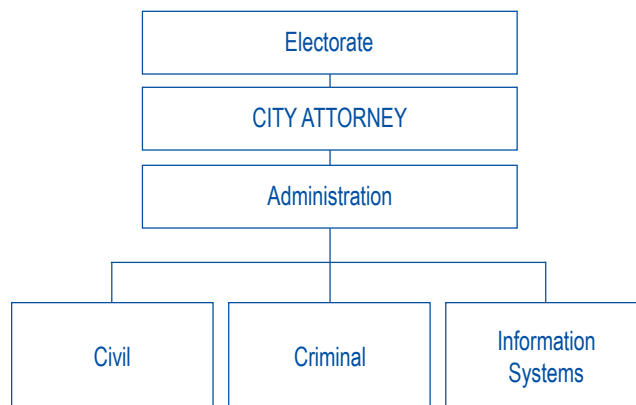 Electorate
CITY ATTORNEY
Administration
Civil
Criminal
Information
Systems